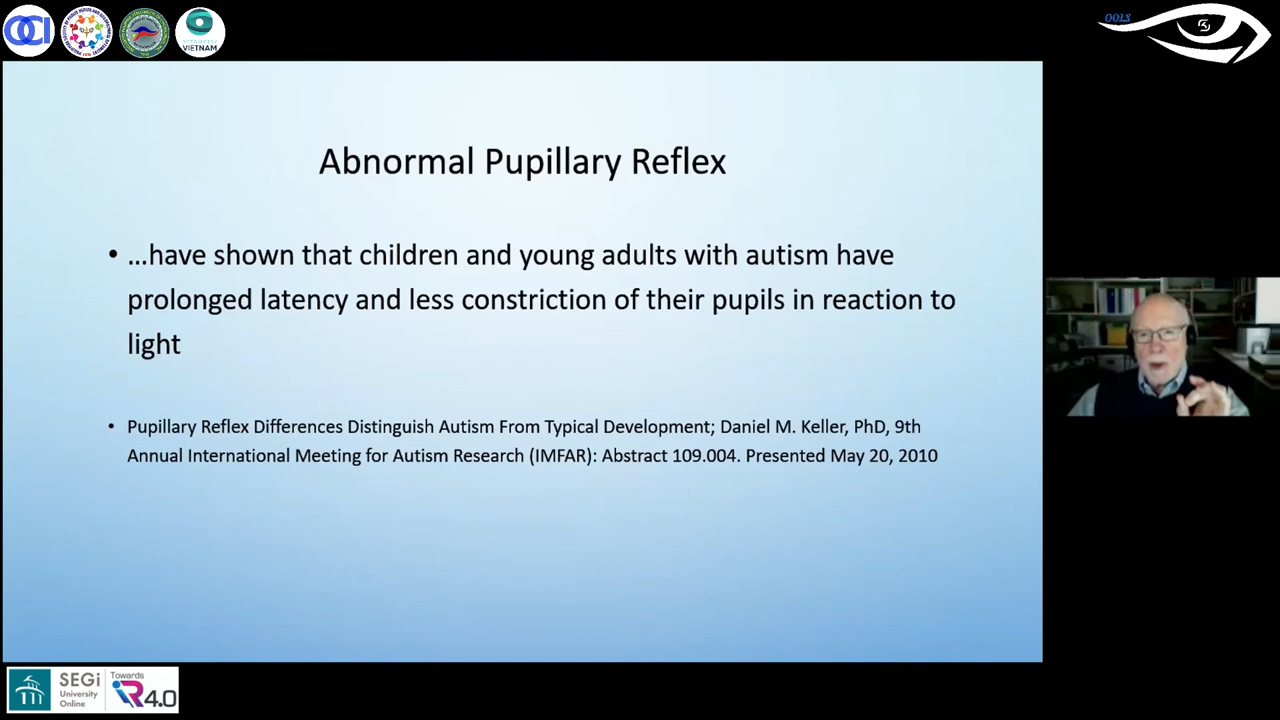 OCI
VIETNAM
OOLS
Abnormal Pupillary Reflex
• …have shown that children and young adults with autism have
prolonged latency and less constriction of their pupils in reaction to
light
• Pupillary Reflex Differences Distinguish Autism From Typical Development; Daniel M. Keller, PhD, 9th
Annual International Meeting for Autism Research (IMFAR): Abstract 109.004. Presented May 20, 2010
SEGi
University
Online
Towards
iR4.0